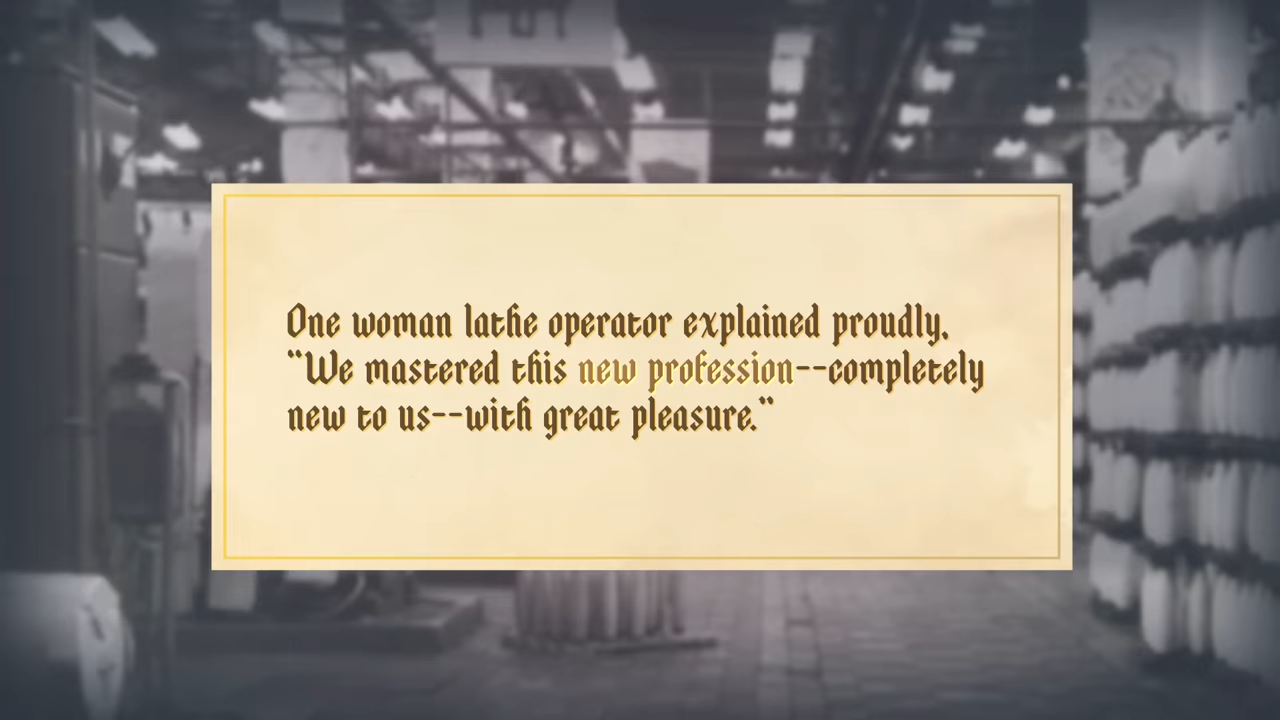 One woman lathe operator explained proudly,
"We mastered this new profession--completely
new to us--with great pleasure."